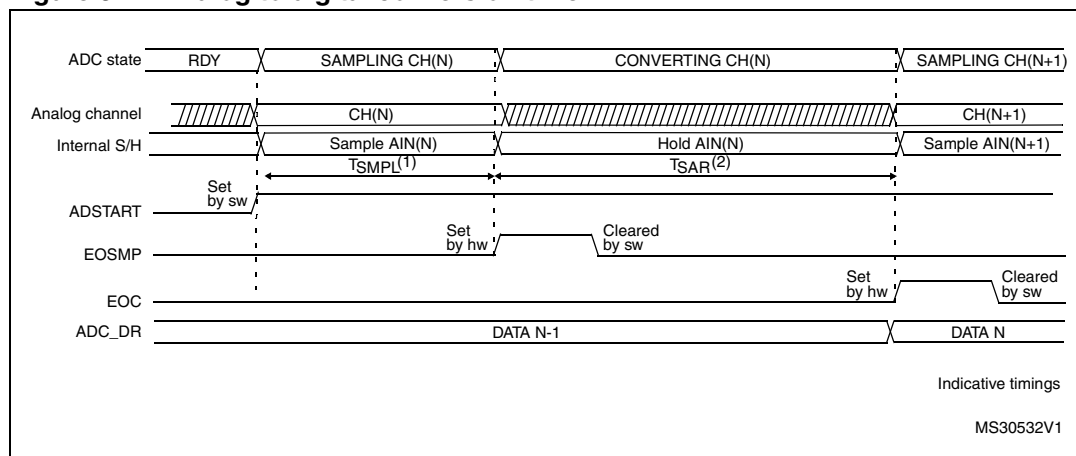 ADC state RDY SAMPLING CH(N) CONVERTING CH(N) SAMPLING CH(N+1)
Analog channel CH(N) CH(N+1)
Internal S/H Sample AIN(N) Hold AIN(N) Sample AIN(N+1)
TSMPL(1) TSAR(2)
Set
by sw
ADSTART
Set
by hw
Cleared
by sw
EOSMP
Set
by hw
Cleared
by sw
EOC
ADC_DR DATA N-1 DATA N
Indicative timings
MS30532V1